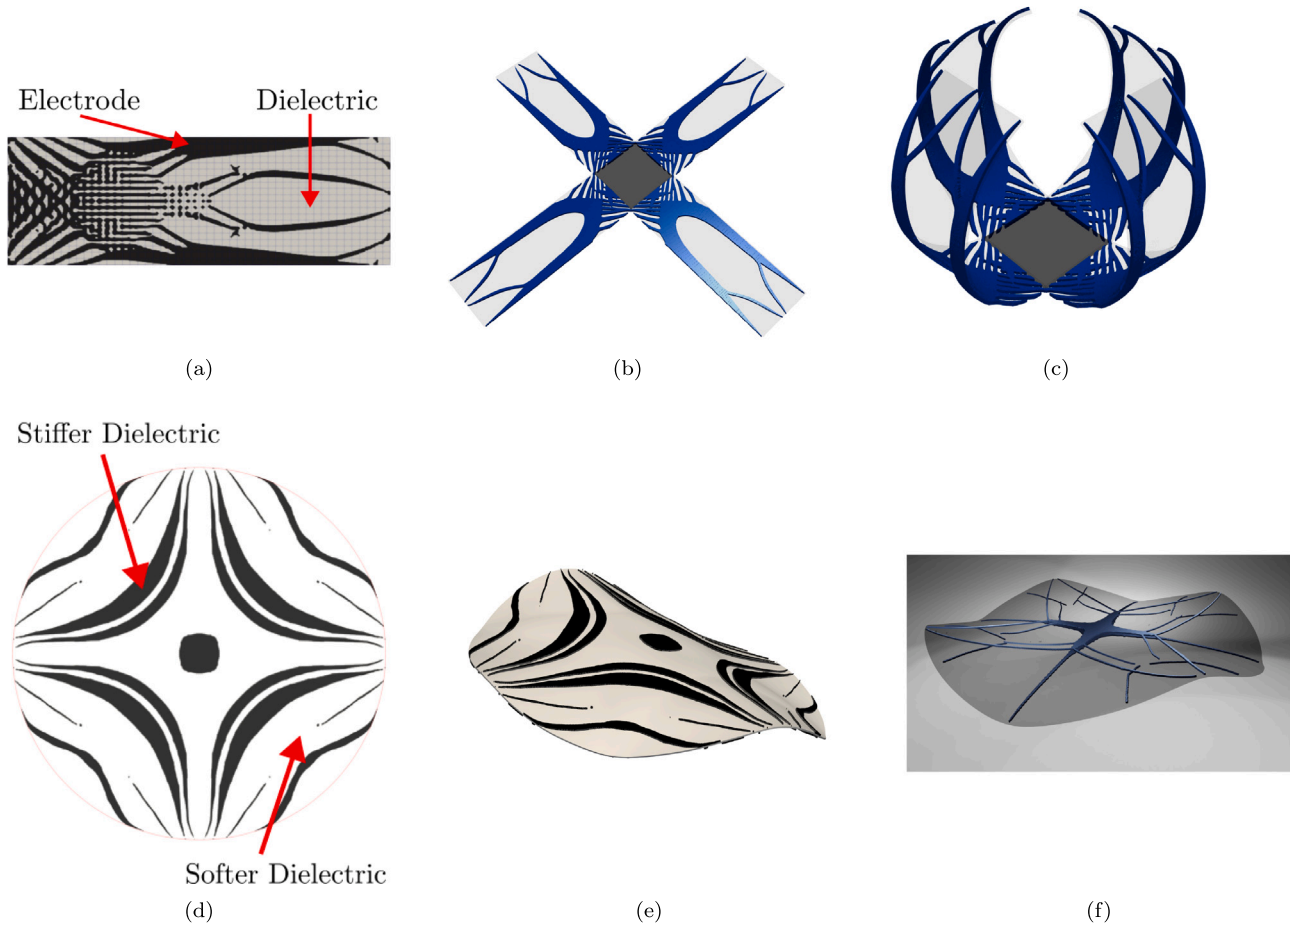 Electrode
Dielectric
(a)
(b)
(c)
Stiffer Dielectric
Softer Dielectric
(d)
(e)
(f)